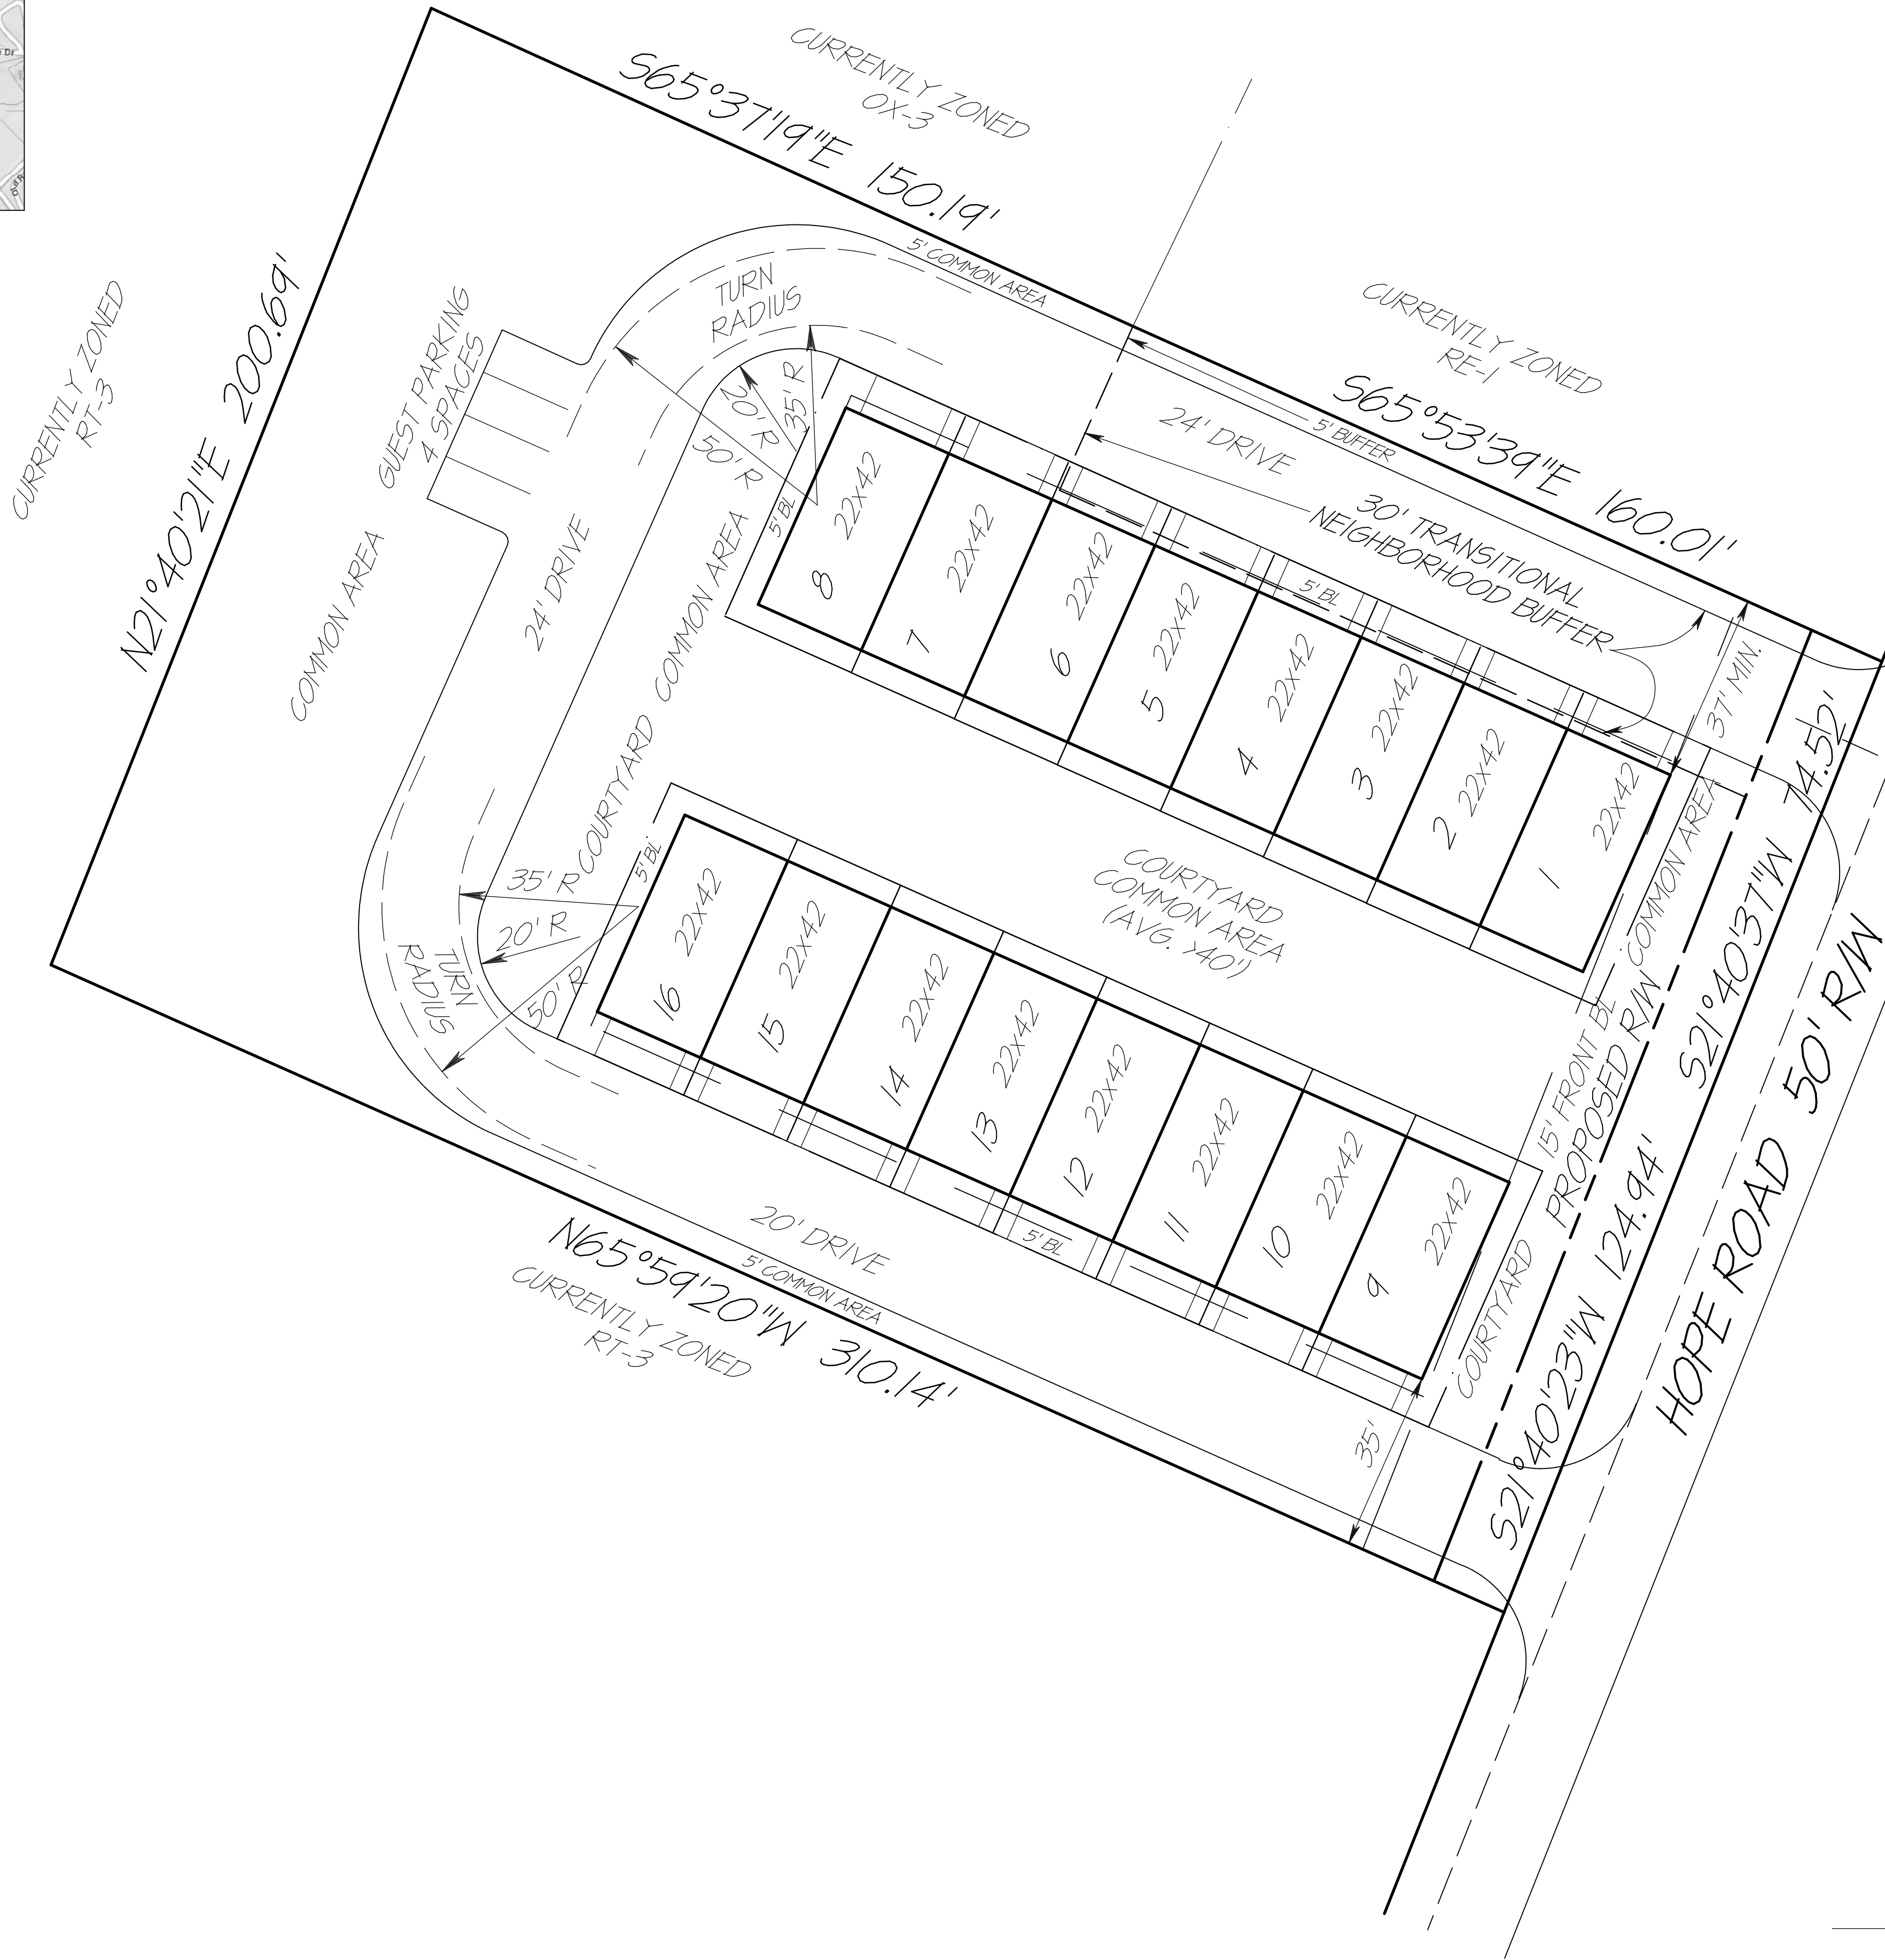 e Dr
Old R
CURRENTLY ZONED
OX-3
S65°37'19"E 150.19'
5' COMMON AREA
CURRENTLY ZONED
RE-1
S65°53'39"E 160.01'
5' BUFFER
24' DRIVE
30' TRANSITIONAL
NEIGHBORHOOD BUFFER
37' MIN.
CURRENTLY ZONED
RT-3
N21°40'21"E 200.69'
GUEST PARKING
4 SPACES
COMMON AREA
24' DRIVE
TURN
RADIUS
20' R
35' R
50' R
5' BL
COURTYARD COMMON AREA
8 22x42
7 22x42
6 22x42
5 22x42
4 22x42
3 22x42
2 22x42
1 22x42
5' BL
COURTYARD
COMMON AREA
(AVG. >40')
35' R
20' R
50' R
TURN
RADIUS
5' BL
16 22x42
15 22x42
14 22x42
13 22x42
12 22x42
11 22x42
10 22x42
9 22x42
5' BL
20' DRIVE
5' COMMON AREA
N65°59'20"W 310.14'
CURRENTLY ZONED
RT-3
35'
COURTYARD COMMON AREA
15' FRONT BL
PROPOSED R/W
S21°40'37"W 74.52'
S21°40'23"W 124.94'
HOPE ROAD 50' R/W